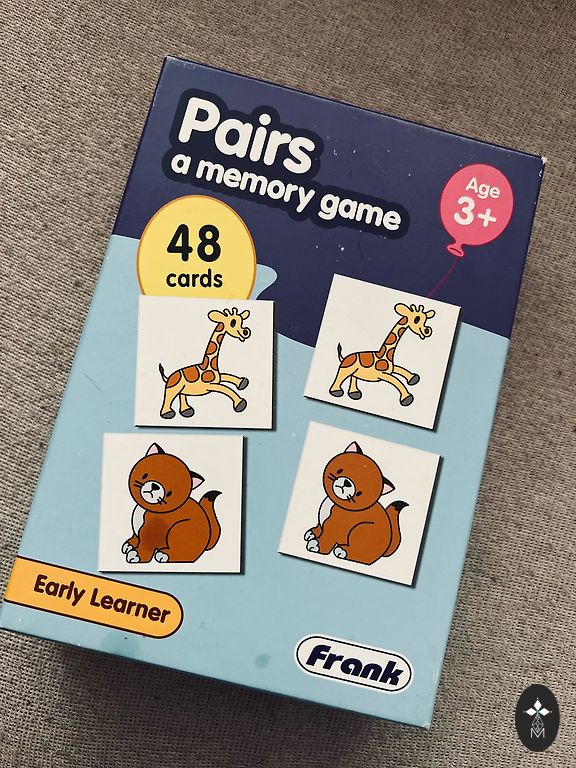 Pairs
a memory game
Age
3+
48
cards
Early Learner
Frank
M